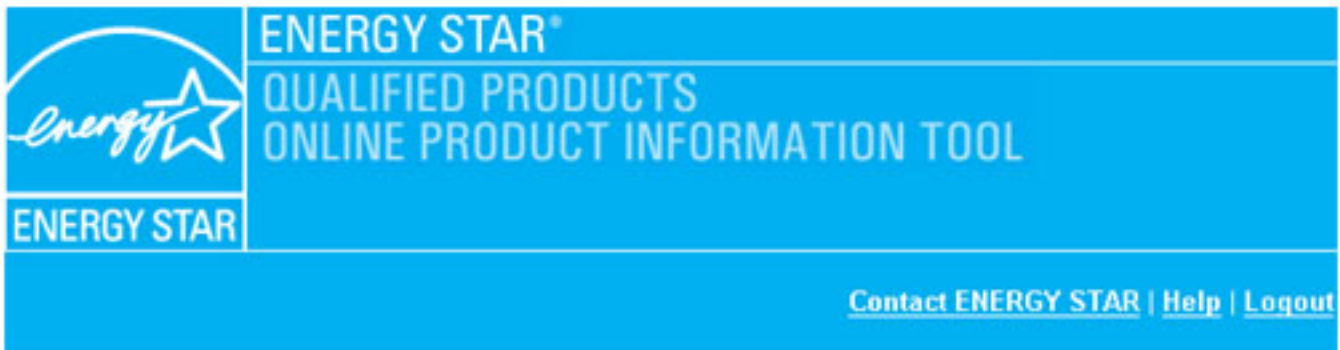 ENERGY STAR®
QUALIFIED PRODUCTS
ONLINE PRODUCT INFORMATION TOOL
energy
ENERGY STAR
Contact ENERGY STAR | Help | Logout